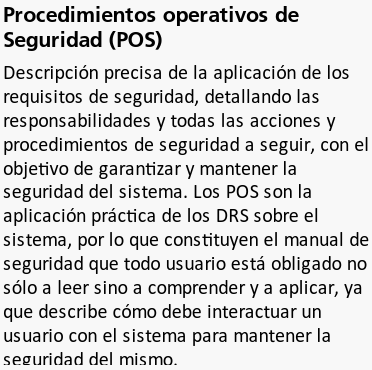 Procedimientos operativos de
Seguridad (POS)
Descripción precisa de la aplicación de los
requisitos de seguridad, detallando las
responsabilidades y todas las acciones y
procedimientos de seguridad a seguir, con el
objetivo de garantizar y mantener la
seguridad del sistema. Los POS son la
aplicación práctica de los DRS sobre el
sistema, por lo que constituyen el manual de
seguridad que todo usuario está obligado no
sólo a leer sino a comprender y a aplicar, ya
que describe cómo debe interactuar un
usuario con el sistema para mantener la
seguridad del mismo.